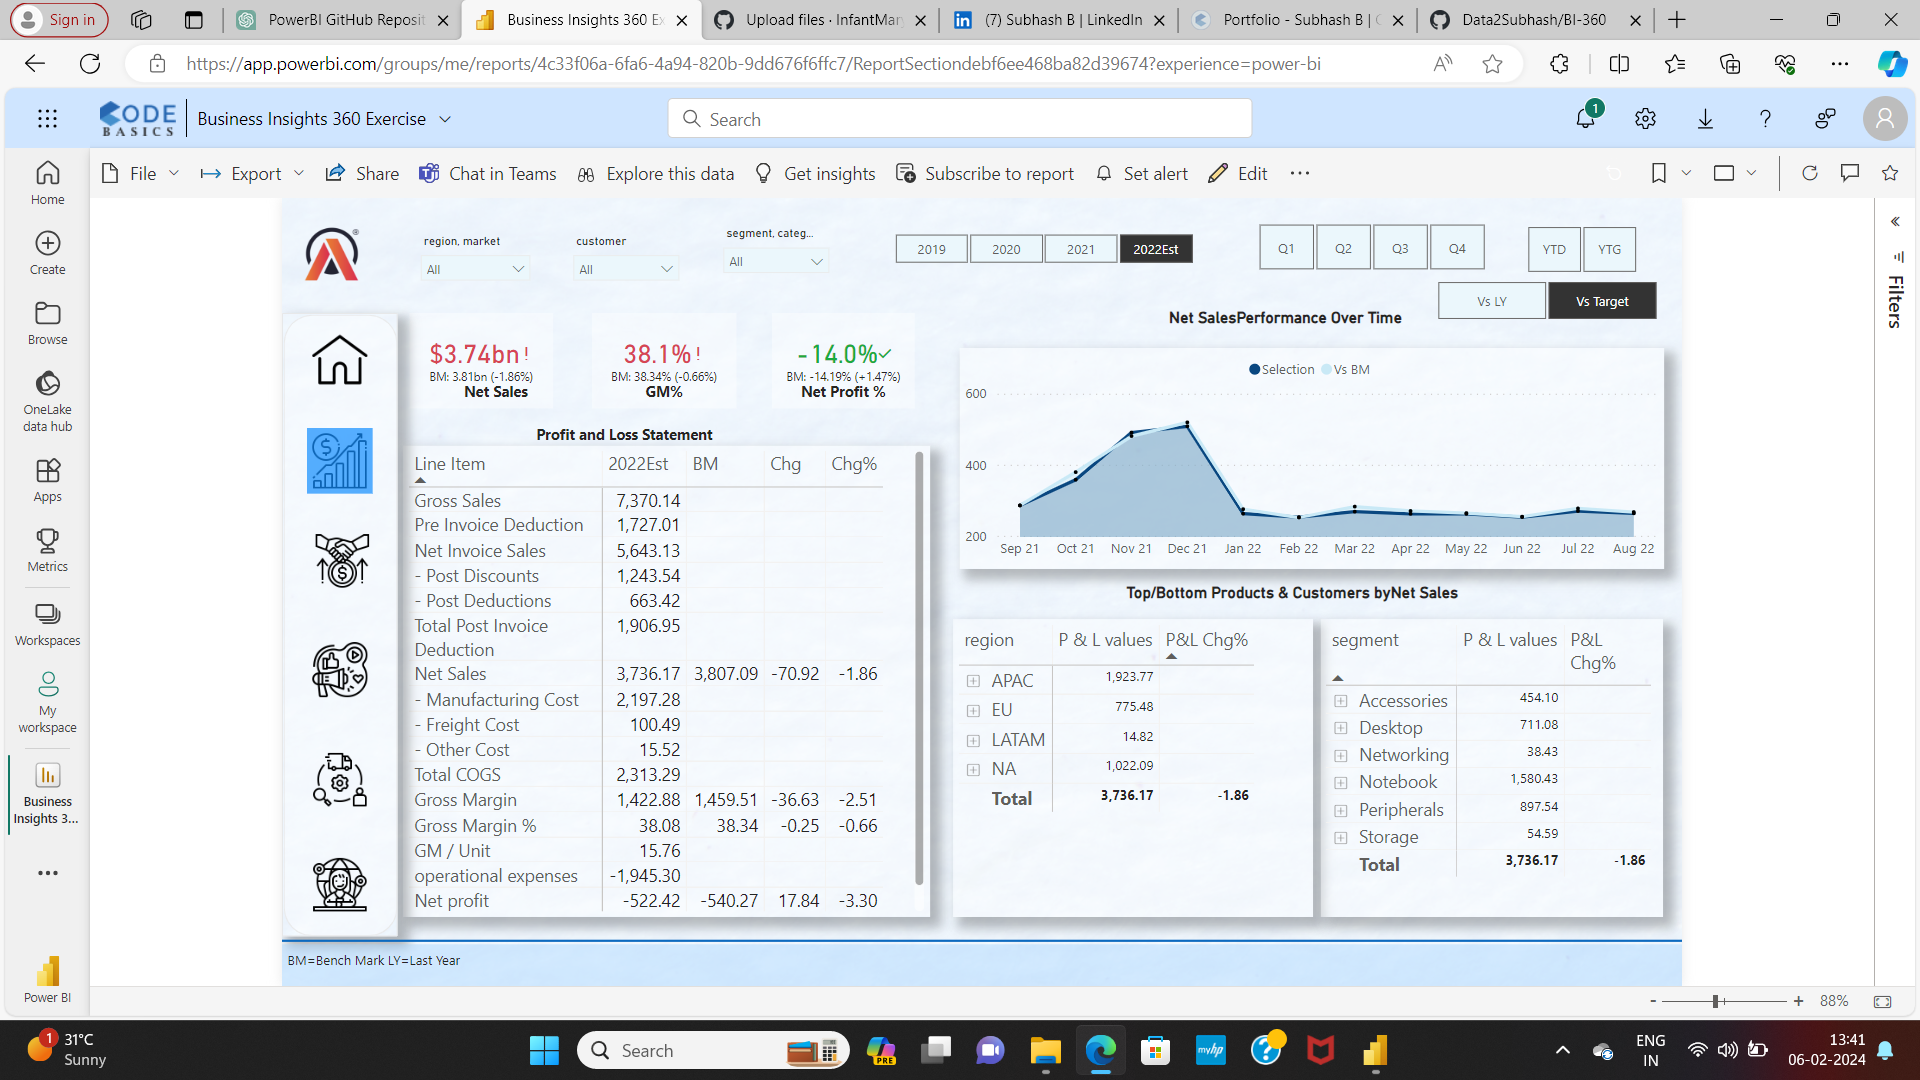 Sign in
PowerBI GitHub Reposit
Business Insights 360 Ex
Upload files · InfantMar
(7) Subhash B | LinkedIn
Portfolio - Subhash B | C
Data2Subhash/BI-360
https://app.powerbi.com/groups/me/reports/4c33f06a-6fa6-4a94-820b-9dd676f6ffc7/ReportSectiondebf6ee468ba82d39674?experience=power-bi
CODE BASICS
Business Insights 360 Exercise
Search
1
File
Export
Share
Chat in Teams
Explore this data
Get insights
Subscribe to report
Set alert
Edit
Home
Create
Browse
OneLake data hub
Apps
Metrics
Workspaces
My workspace
Business Insights 3...
Power BI
region, market
All
customer
All
segment, categ...
All
2019 2020 2021 2022Est
Q1 Q2 Q3 Q4
YTD YTG
Vs LY Vs Target
Filters
$3.74bn!
BM: 3.81bn (-1.86%)
Net Sales
38.1%!
BM: 38.34% (-0.66%)
GM%
-14.0%✓
BM: -14.19% (+1.47%)
Net Profit %
Net SalesPerformance Over Time
Selection Vs BM
600
400
200
Sep 21 Oct 21 Nov 21 Dec 21 Jan 22 Feb 22 Mar 22 Apr 22 May 22 Jun 22 Jul 22 Aug 22
Profit and Loss Statement
Line Item 2022Est BM Chg Chg%
Gross Sales 7,370.14
Pre Invoice Deduction 1,727.01
Net Invoice Sales 5,643.13
- Post Discounts 1,243.54
- Post Deductions 663.42
Total Post Invoice Deduction 1,906.95
Net Sales 3,736.17 3,807.09 -70.92 -1.86
- Manufacturing Cost 2,197.28
- Freight Cost 100.49
- Other Cost 15.52
Total COGS 2,313.29
Gross Margin 1,422.88 1,459.51 -36.63 -2.51
Gross Margin % 38.08 38.34 -0.25 -0.66
GM / Unit 15.76
operational expenses -1,945.30
Net profit -522.42 -540.27 17.84 -3.30
Top/Bottom Products & Customers byNet Sales
region P & L values P&L Chg%
APAC 1,923.77
EU 775.48
LATAM 14.82
NA 1,022.09
Total 3,736.17 -1.86
segment P & L values P&L Chg%
Accessories 454.10
Desktop 711.08
Networking 38.43
Notebook 1,580.43
Peripherals 897.54
Storage 54.59
Total 3,736.17 -1.86
BM=Bench Mark LY=Last Year
- + 88%
1
31°C
Sunny
Search
PRE
myhp
ENG
IN
13:41
06-02-2024